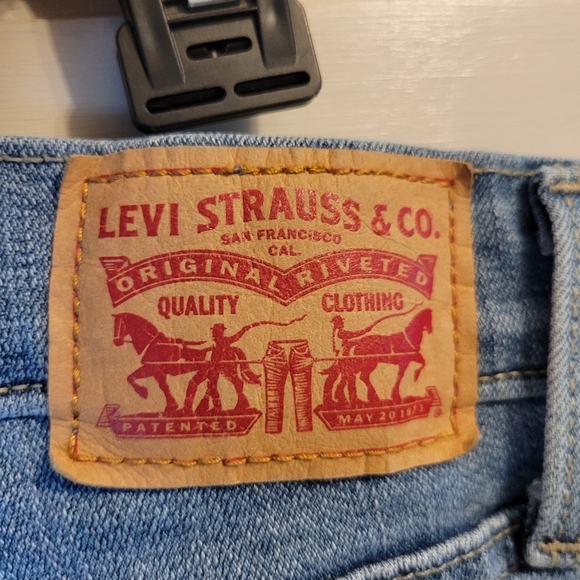 LEVI STRAUSS & CO.
SAN FRANCISCO
CAL.
ORIGINAL RIVETED
QUALITY CLOTHING
PATENTED MAY 20 1873